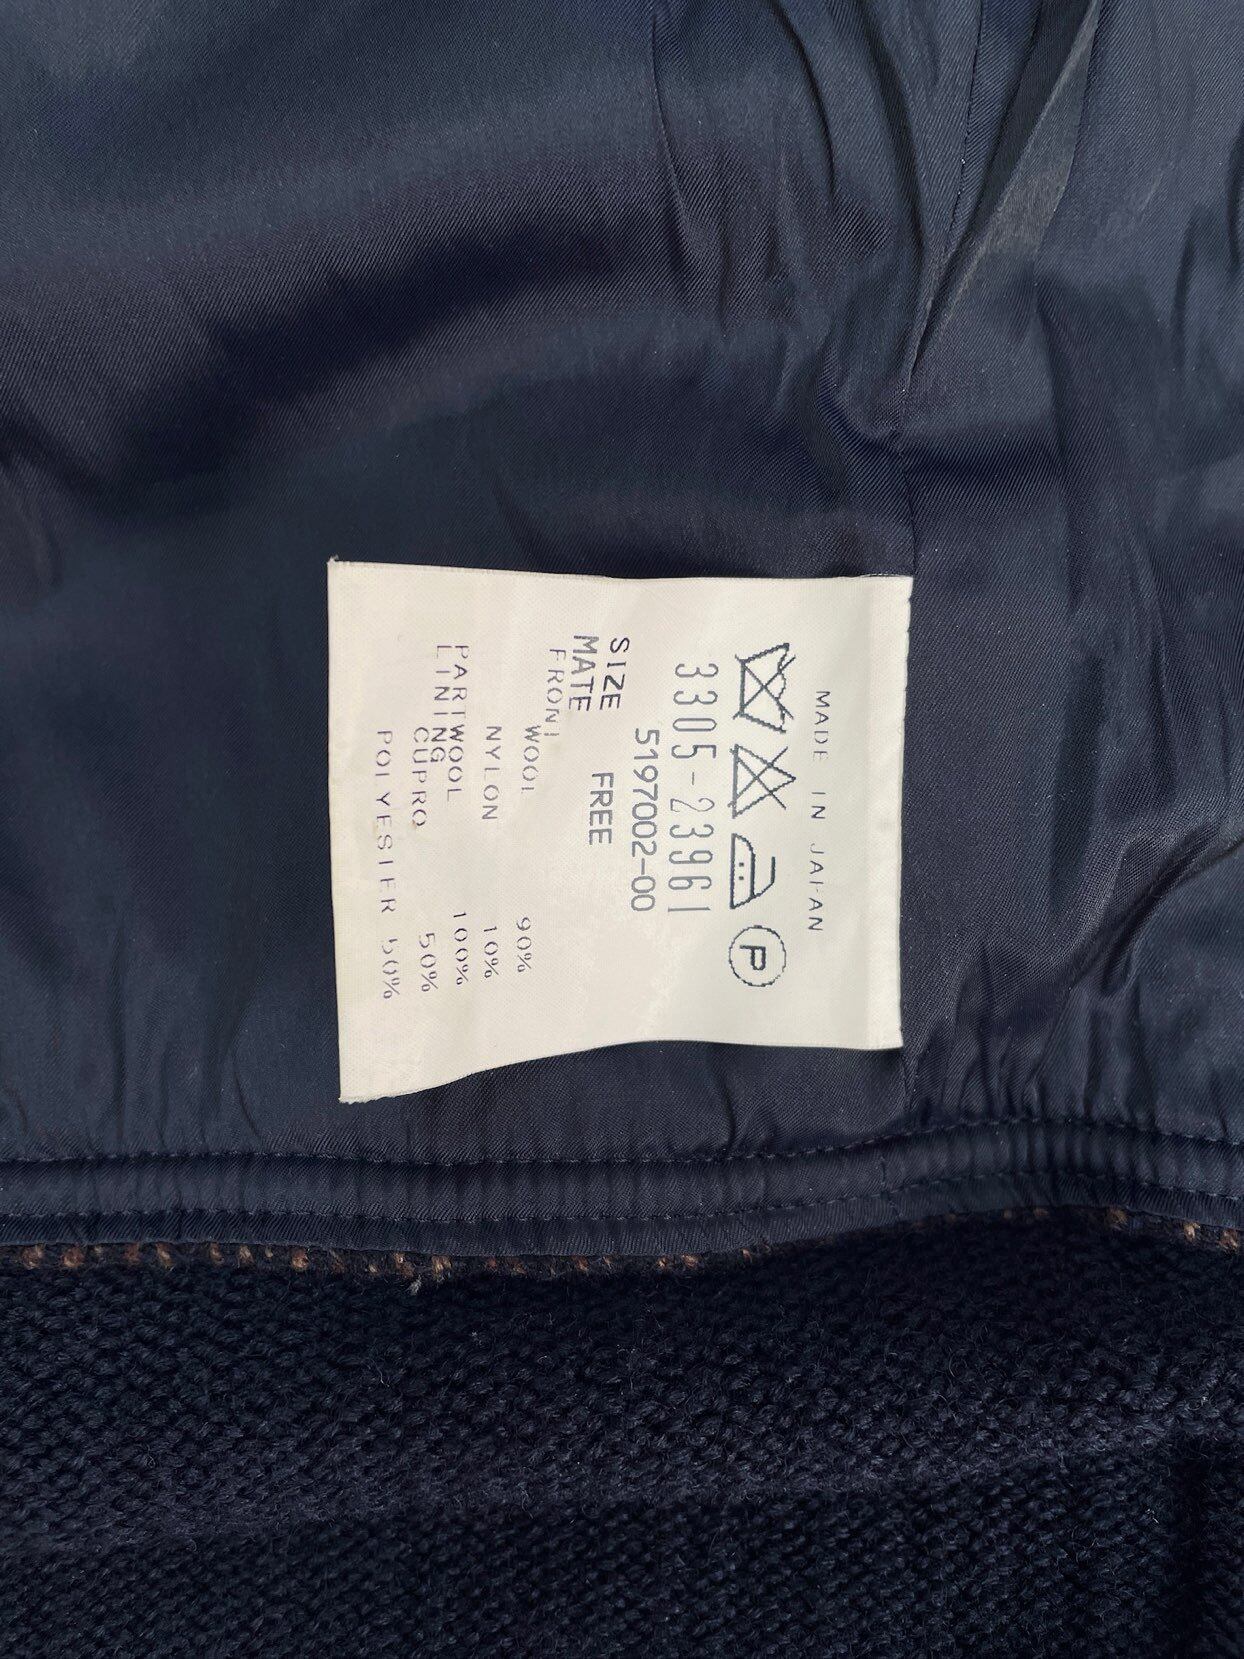 MADE IN JAPAN
P
3305-23961
5197002-00
SIZE FREE
MATE
FRONT
WOOL 90%
NYLON 10%
PARTWOOL 100%
LINING
CUPRO 50%
POLYESTER 50%